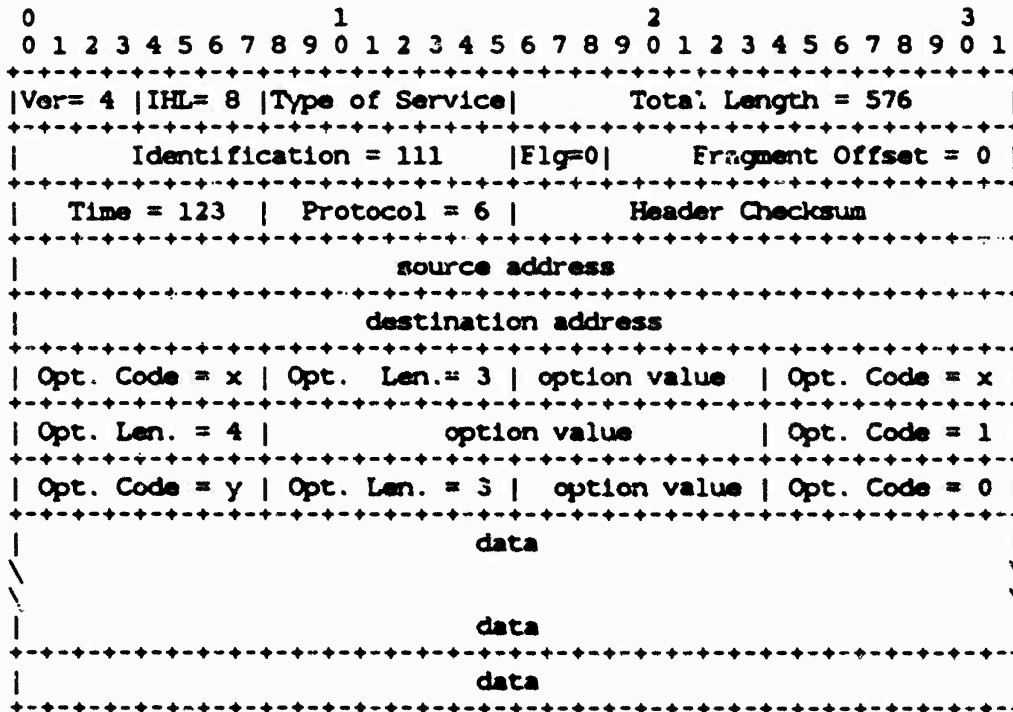 0 1 2 3
0 1 2 3 4 5 6 7 8 9 0 1 2 3 4 5 6 7 8 9 0 1 2 3 4 5 6 7 8 9 0 1
+-+-+-+-+-+-+-+-+-+-+-+-+-+-+-+-+-+-+-+-+-+-+-+-+-+-+-+-+-+-+-+-
|Ver= 4 |IHL= 8 |Type of Service| Total Length = 576 |
+-+-+-+-+-+-+-+-+-+-+-+-+-+-+-+-+-+-+-+-+-+-+-+-+-+-+-+-+-+-+-+-
| Identification = 111 |Flg=0| Fragment Offset = 0 |
+-+-+-+-+-+-+-+-+-+-+-+-+-+-+-+-+-+-+-+-+-+-+-+-+-+-+-+-+-+-+-+-
| Time = 123 | Protocol = 6 | Header Checksum
+-+-+-+-+-+-+-+-+-+-+-+-+-+-+-+-+-+-+-+-+-+-+-+-+-+-+-+-+-+-+-+-
| source address
+-+-+-+-+-+-+-+-+-+-+-+-+-+-+-+-+-+-+-+-+-+-+-+-+-+-+-+-+-+-+-+-
| destination address
+-+-+-+-+-+-+-+-+-+-+-+-+-+-+-+-+-+-+-+-+-+-+-+-+-+-+-+-+-+-+-+-
| Opt. Code = x | Opt. Len.= 3 | option value | Opt. Code = x
+-+-+-+-+-+-+-+-+-+-+-+-+-+-+-+-+-+-+-+-+-+-+-+-+-+-+-+-+-+-+-+-
| Opt. Len. = 4 | option value | Opt. Code = 1
+-+-+-+-+-+-+-+-+-+-+-+-+-+-+-+-+-+-+-+-+-+-+-+-+-+-+-+-+-+-+-+-
| Opt. Code = y | Opt. Len. = 3 | option value | Opt. Code = 0
+-+-+-+-+-+-+-+-+-+-+-+-+-+-+-+-+-+-+-+-+-+-+-+-+-+-+-+-+-+-+-+-
| data
\
\
| data
+-+-+-+-+-+-+-+-+-+-+-+-+-+-+-+-+-+-+-+-+-+-+-+-+-+-+-+-+-+-+-+-
| data
+-+-+-+-+-+-+-+-+-+-+-+-+-+-+-+-+-+-+-+-+-+-+-+-+-+-+-+-+-+-+-+-